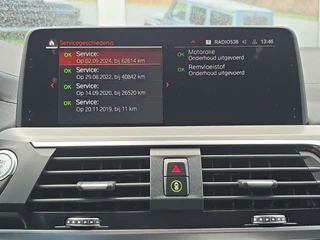 Servicegeschiedenis
RADIO538
13:46
OK Service:
Op 02.09.2024, bij 62614 km
OK Service:
Op 29.08.2022, bij 40842 km
OK Service:
Op 14.09.2020, bij 26520 km
OK Service:
Op 20.11.2019, bij 11 km
OK Motorolie
Onderhoud uitgevoerd
OK Remvloeistof
Onderhoud uitgevoerd